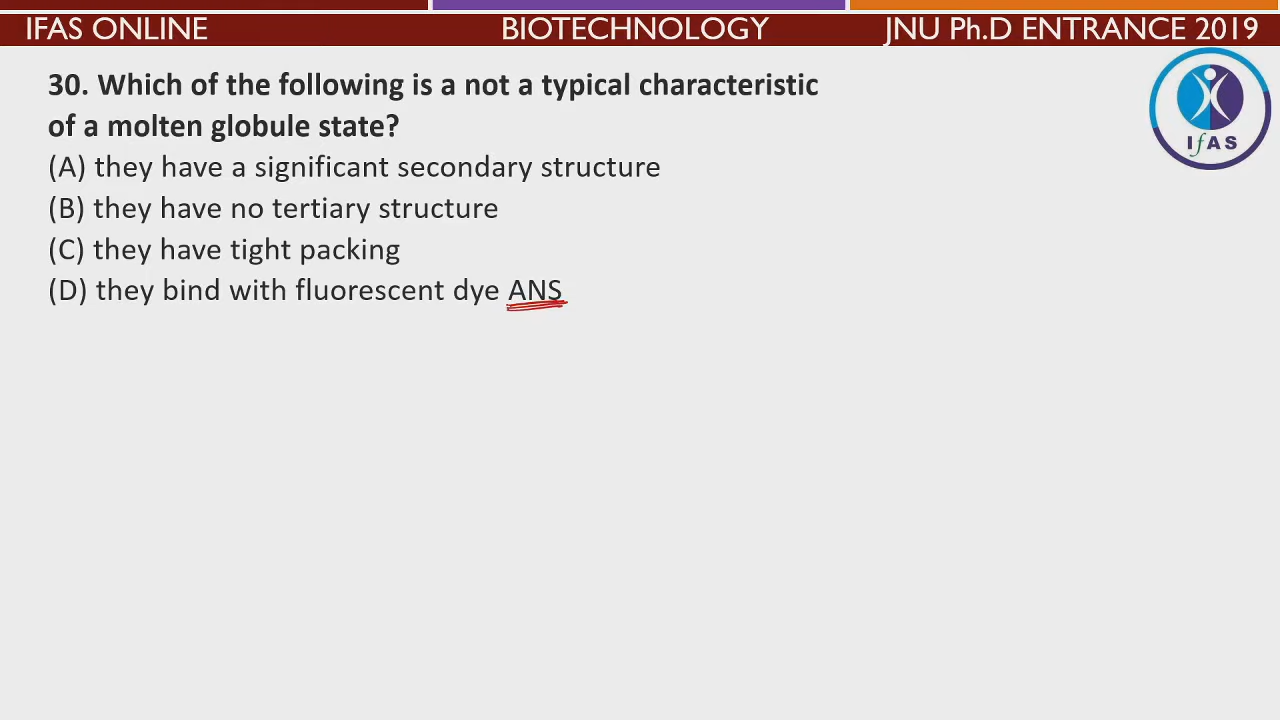 IFAS ONLINE BIOTECHNOLOGY JNU Ph.D ENTRANCE 2019
30. Which of the following is a not a typical characteristic
of a molten globule state?
(A) they have a significant secondary structure
(B) they have no tertiary structure
(C) they have tight packing
(D) they bind with fluorescent dye ANS
IfAS